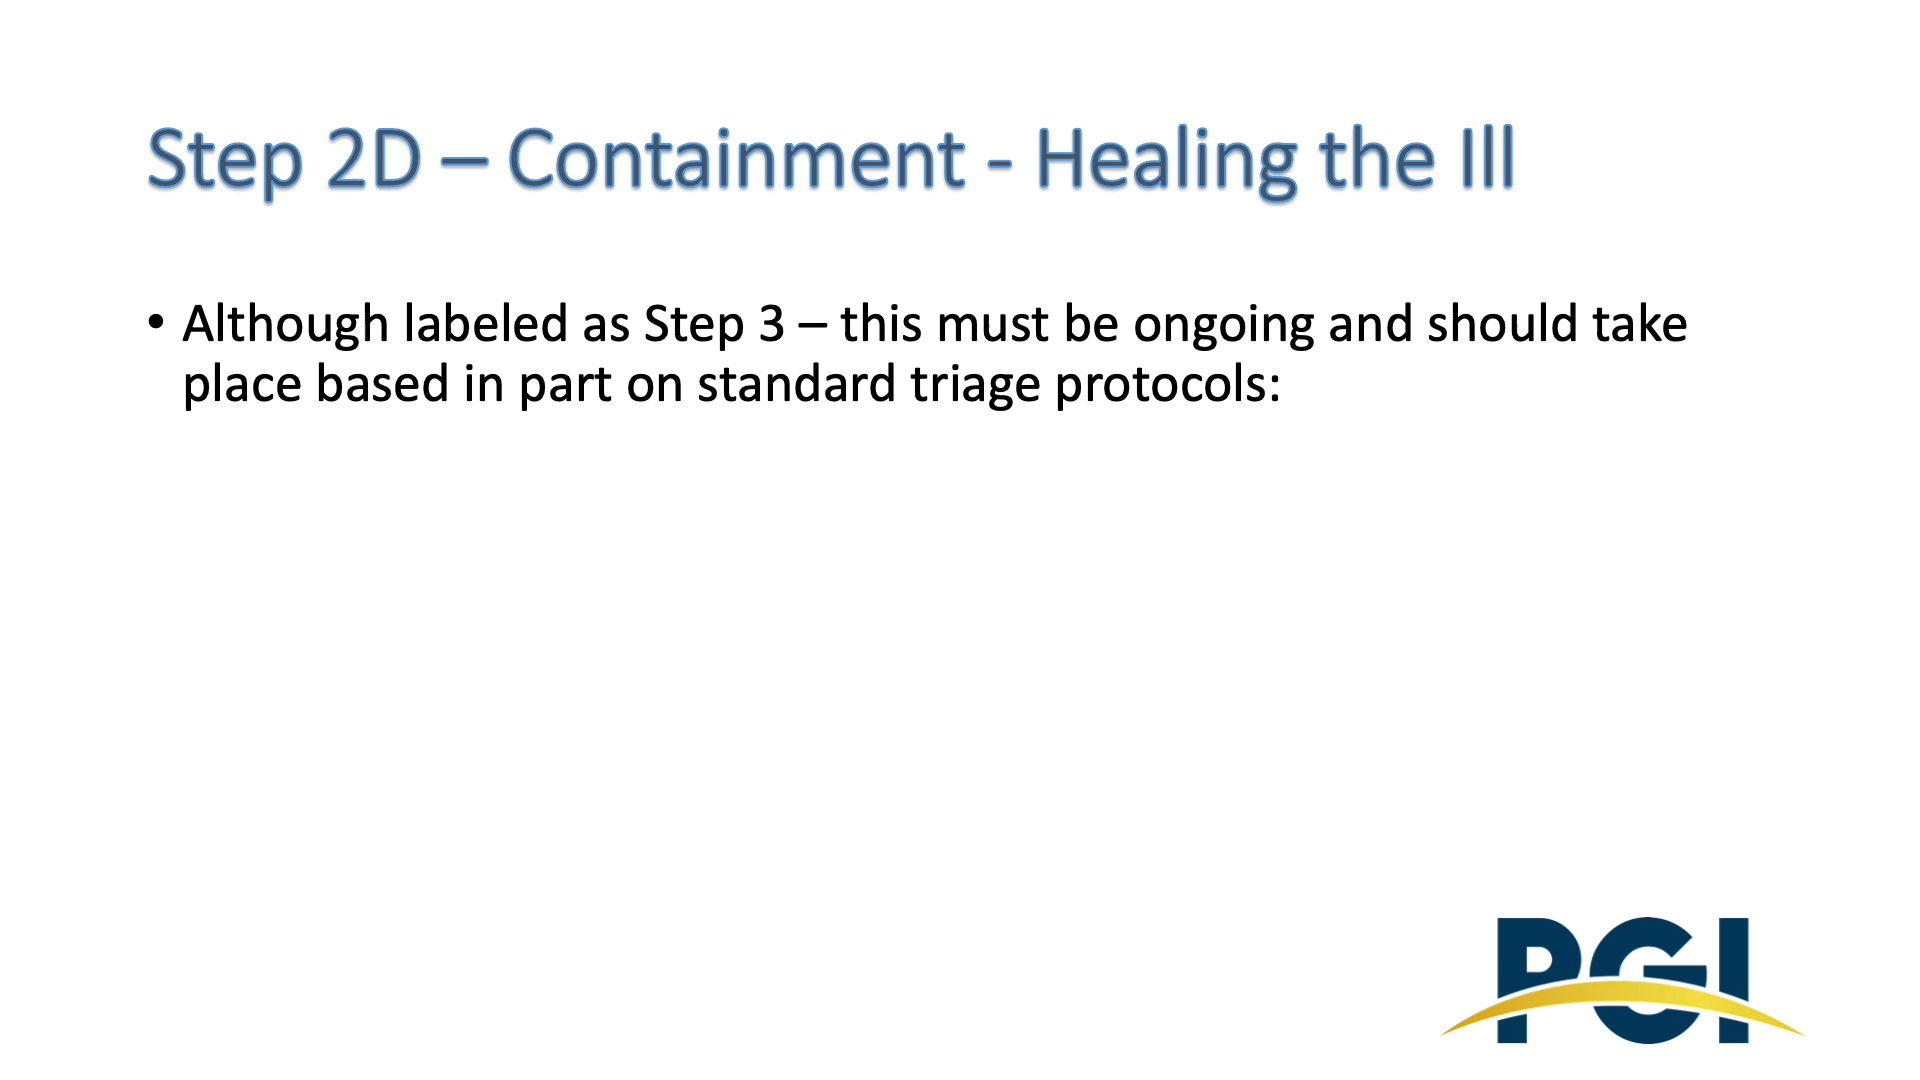 Step 2D – Containment - Healing the Ill
• Although labeled as Step 3 – this must be ongoing and should take
place based in part on standard triage protocols:
PGI